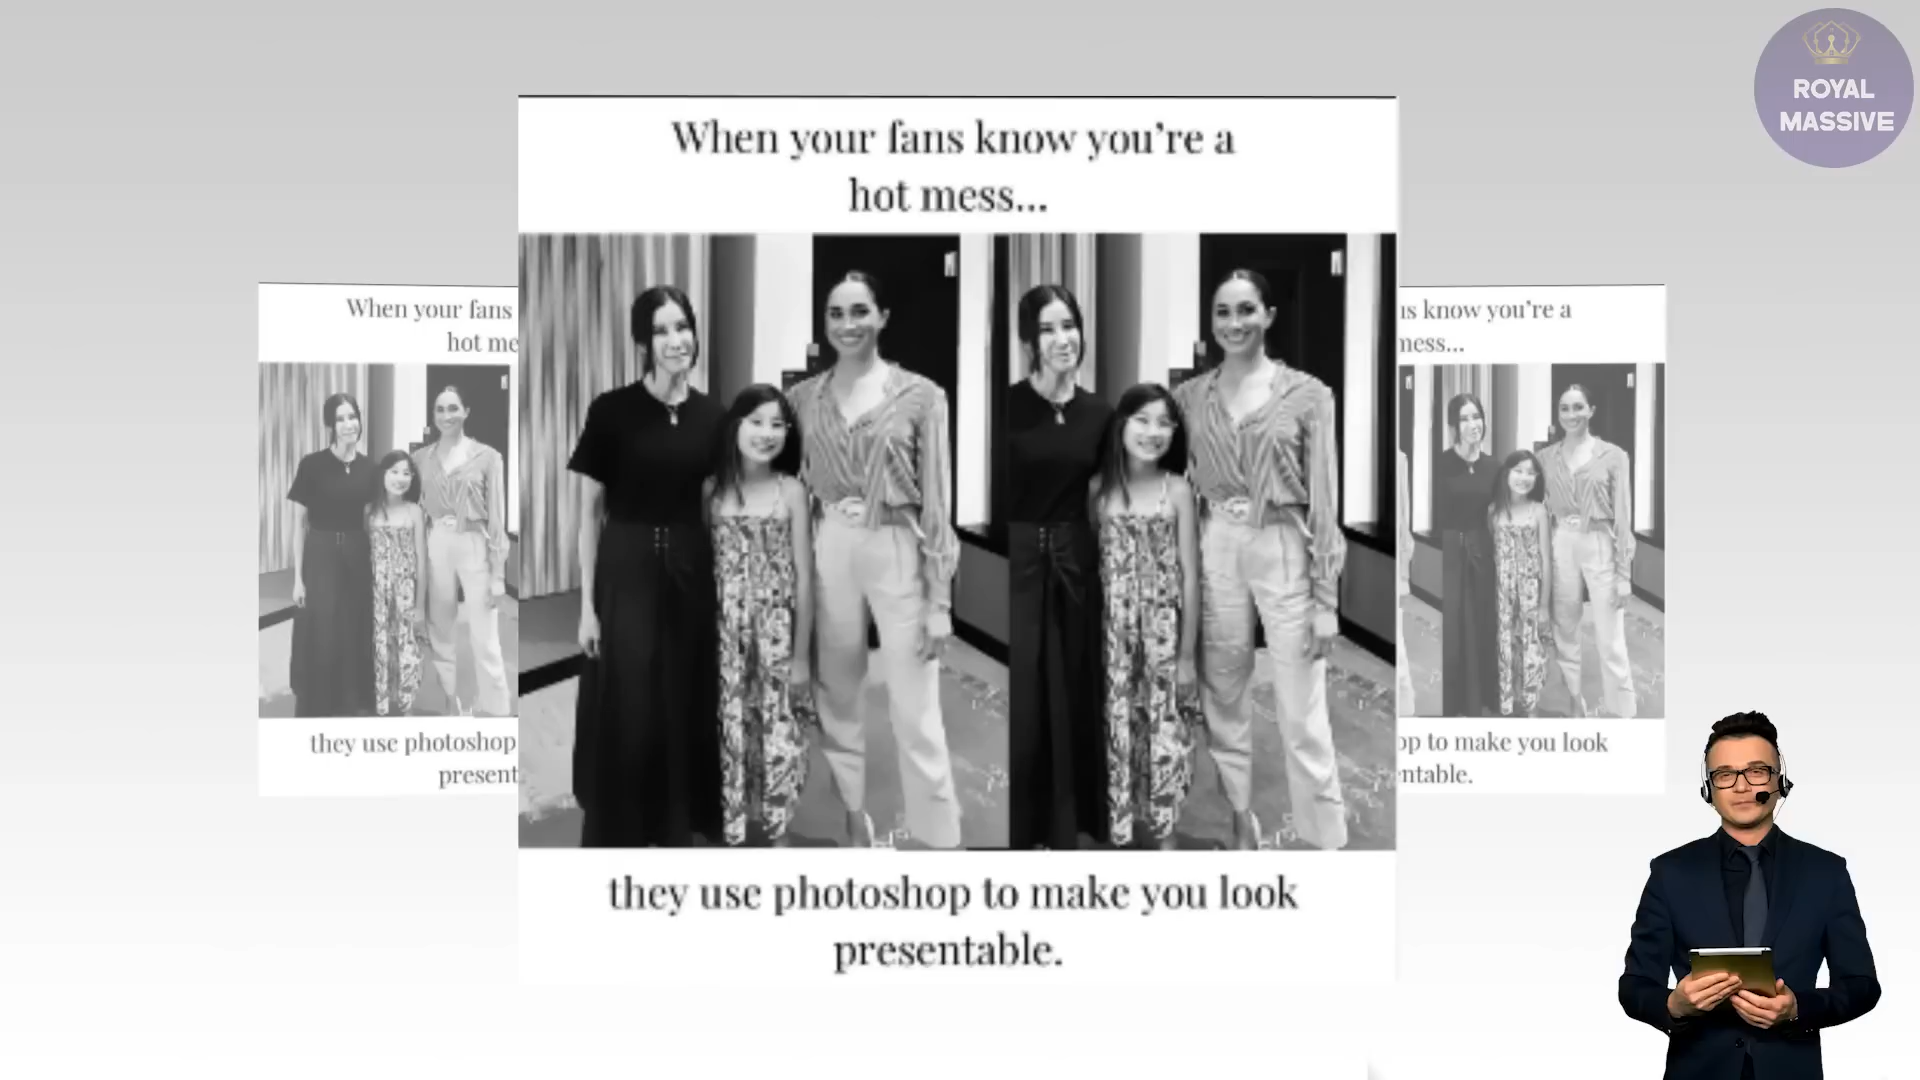 ROYAL
MASSIVE
When your fans know you're a
hot mess...
they use photoshop to make you look
presentable.
When your fans
hot me
they use photoshop
present
s know you're a
mess...
op to make you look
ntable.